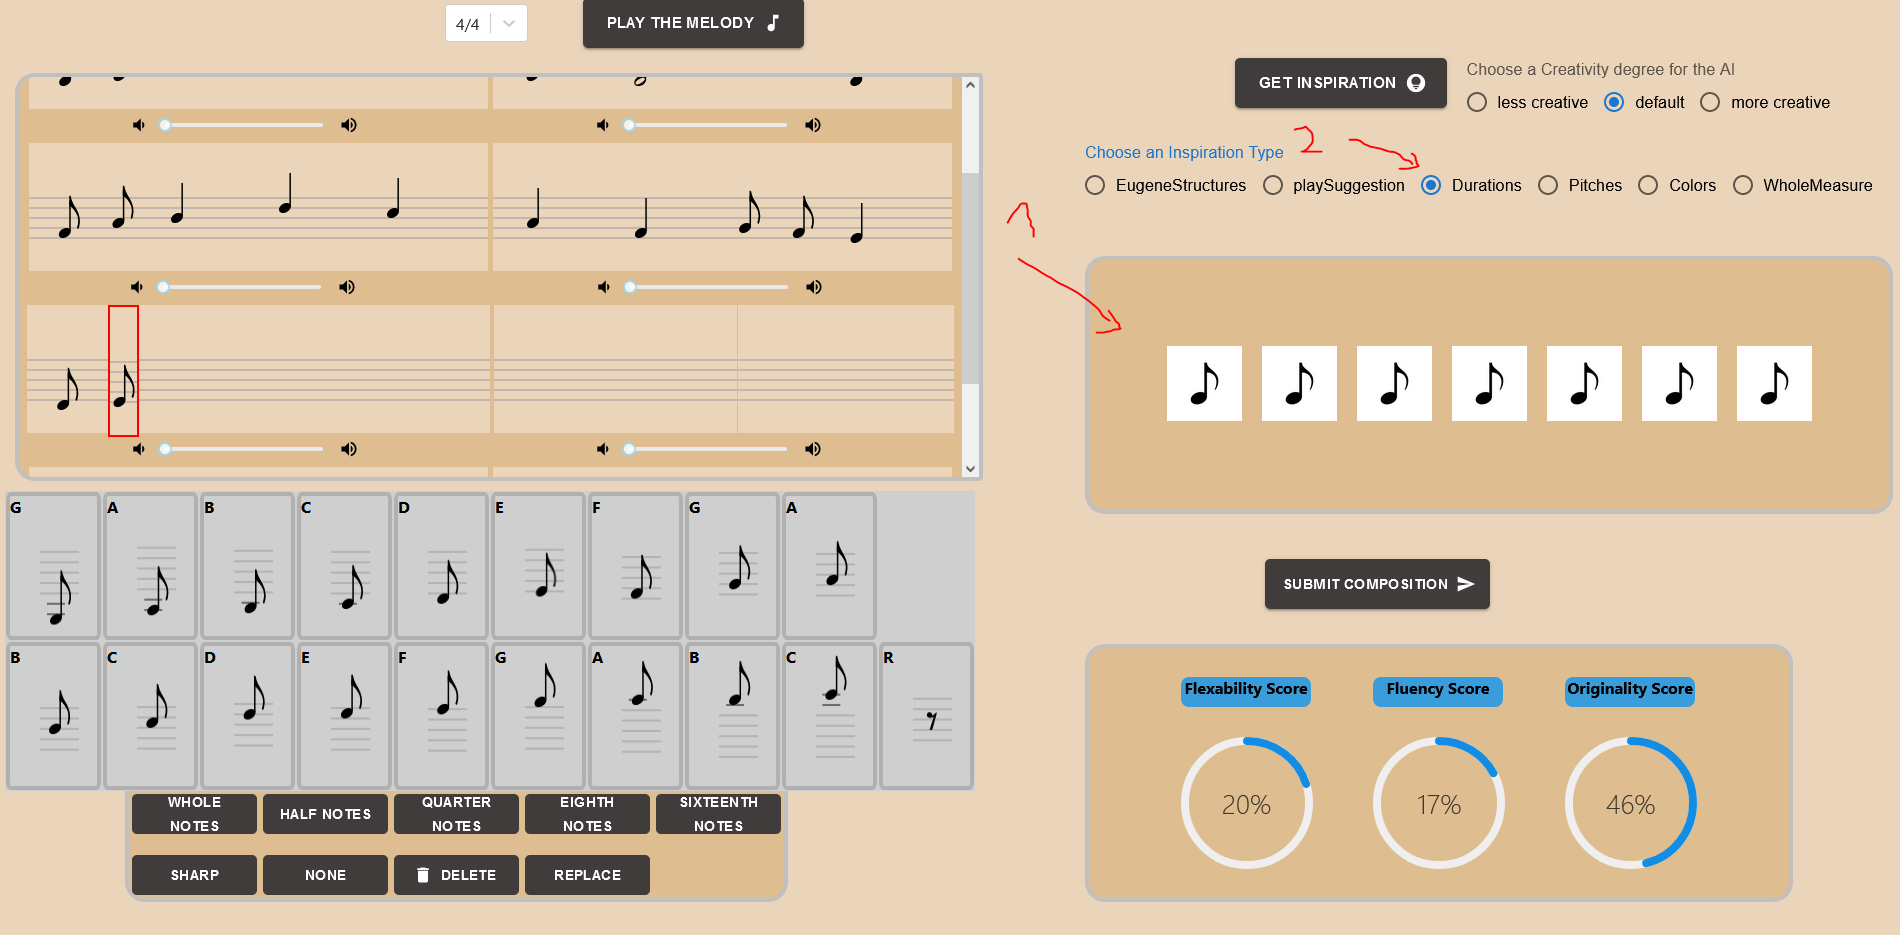 4/4
PLAY THE MELODY
GET INSPIRATION
Choose a Creativity degree for the AI
less creative default more creative
2
Choose an Inspiration Type
EugeneStructures playSuggestion Durations Pitches Colors WholeMeasure
1
G A B C D E F G A
B C D E F G A B C R
WHOLE NOTES
HALF NOTES
QUARTER NOTES
EIGHTH NOTES
SIXTEENTH NOTES
SHARP
NONE
DELETE
REPLACE
SUBMIT COMPOSITION
Flexability Score Fluency Score Originality Score
20% 17% 46%